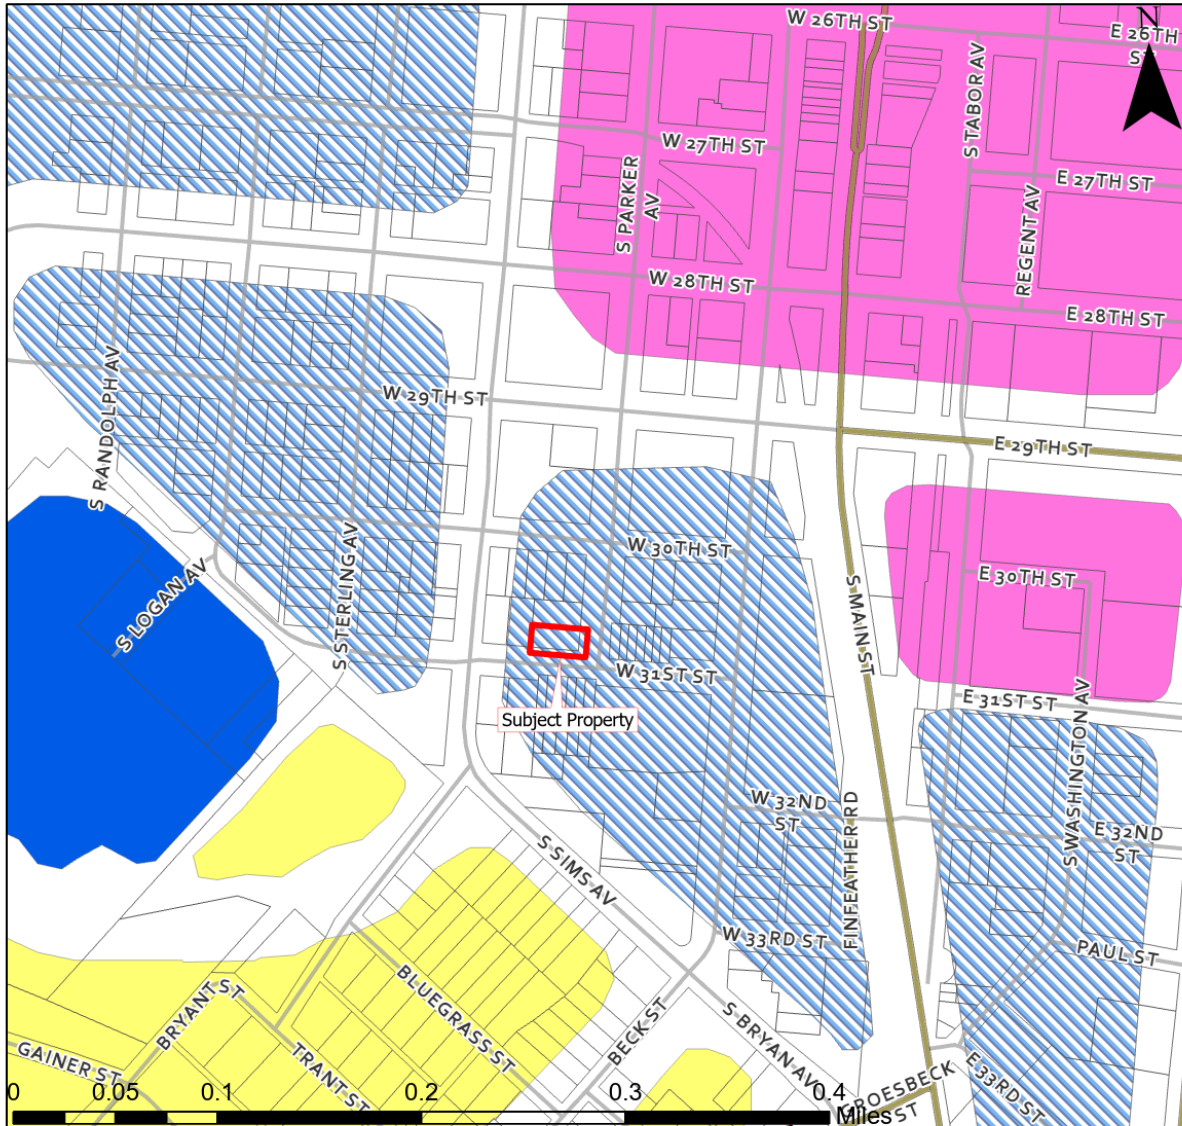 W 26TH ST
N
E 26TH
ST
S TABOR AV
W 27TH ST
E 27TH ST
S PARKER
AV
REGENT AV
W 28TH ST
E 28TH ST
S RANDOLPH AV
W 29TH ST
E 29TH ST
W 30TH ST
E 30TH ST
S LOGAN AV
S STERLING AV
S MAIN ST
W 31ST ST
E 31ST ST
Subject Property
S WASHINGTON AV
W 32ND
ST
E 32ND
ST
FINFEATHER RD
S SIMS AV
W 33RD ST
PAUL ST
BRYANT ST
BLUEGRASS ST
BECK ST
S BRYAN AV
GAINER ST
TRANT ST
GROESBECK
ST
E 33RD ST
0 0.05 0.1 0.2 0.3 0.4
Miles